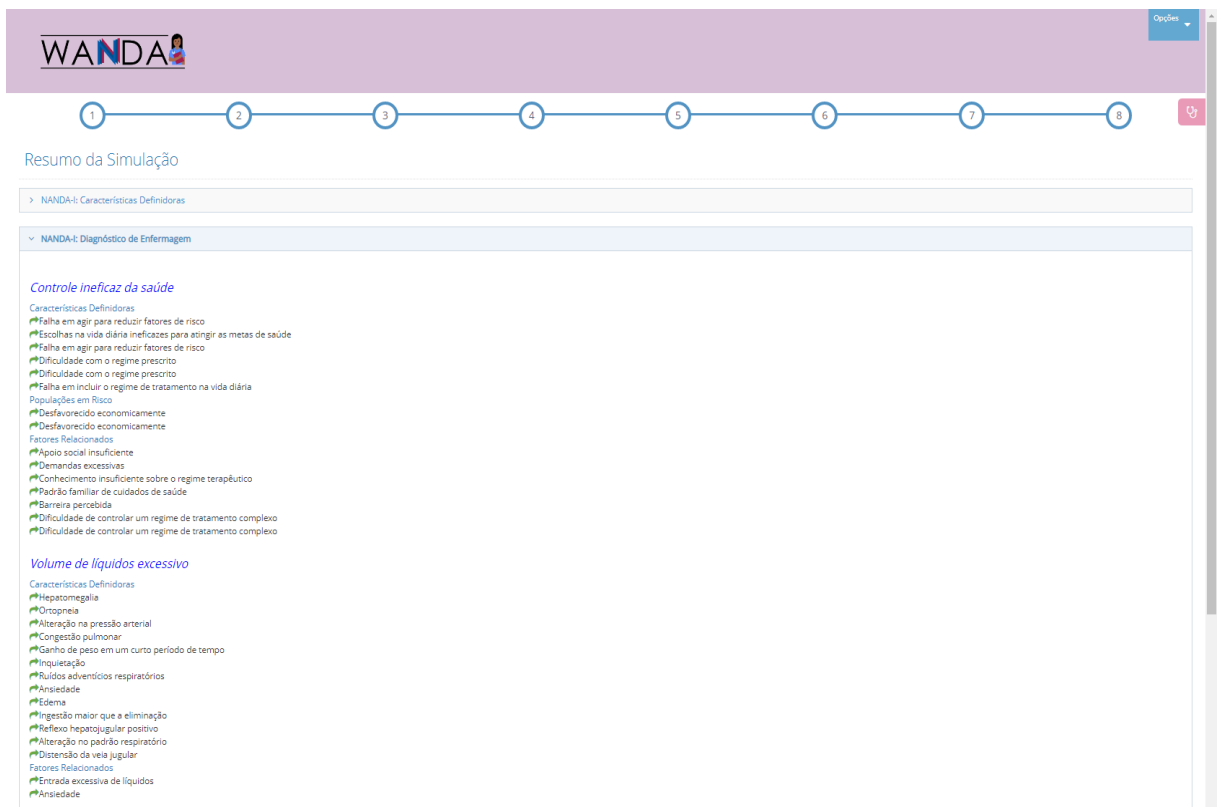 Opções
WANDA
1 2 3 4 5 6 7 8
Resumo da Simulação
NANDA-I: Características Definidoras
NANDA-I: Diagnóstico de Enfermagem
Controle ineficaz da saúde
Características Definidoras
Falha em agir para reduzir fatores de risco
Escolhas na vida diária ineficazes para atingir as metas de saúde
Falha em agir para reduzir fatores de risco
Dificuldade com o regime prescrito
Dificuldade com o regime prescrito
Falha em incluir o regime de tratamento na vida diária
Populações em Risco
Desfavorecido economicamente
Desfavorecido economicamente
Fatores Relacionados
Apoio social insuficiente
Demandas excessivas
Conhecimento insuficiente sobre o regime terapêutico
Padrão familiar de cuidados de saúde
Barreira percebida
Dificuldade de controlar um regime de tratamento complexo
Dificuldade de controlar um regime de tratamento complexo
Volume de líquidos excessivo
Características Definidoras
Hepatomegalia
Ortopneia
Alteração na pressão arterial
Congestão pulmonar
Ganho de peso em um curto período de tempo
Inquietação
Ruídos adventícios respiratórios
Ansiedade
Edema
Ingestão maior que a eliminação
Reflexo hepatojugular positivo
Alteração no padrão respiratório
Distensão da veia jugular
Fatores Relacionados
Entrada excessiva de líquidos
Ansiedade